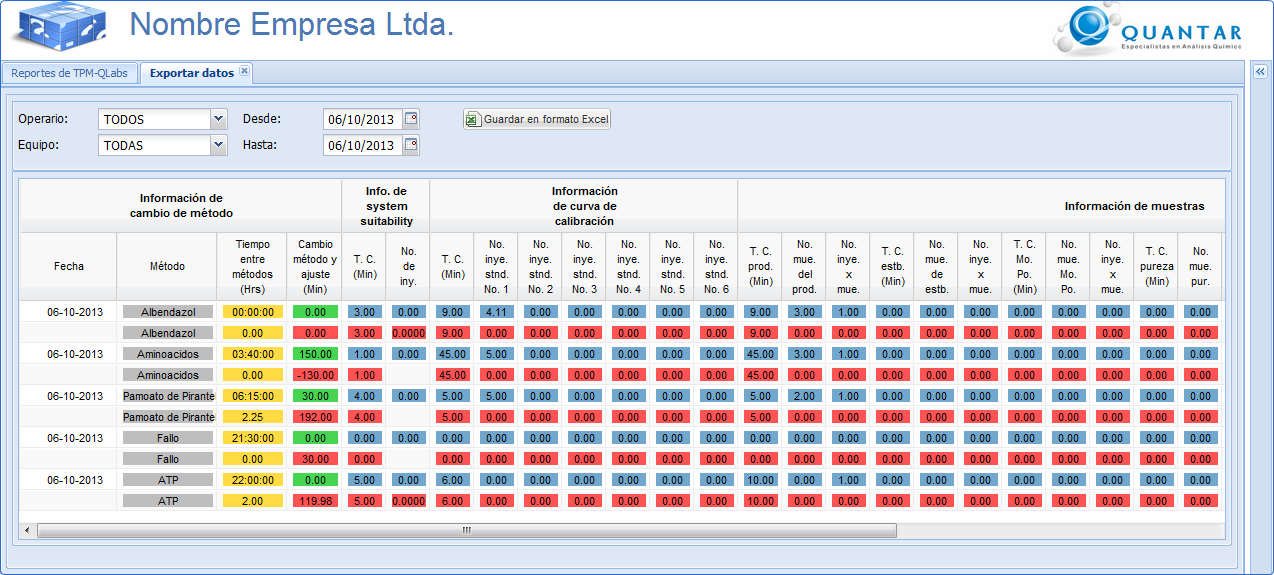 Nombre Empresa Ltda.
QUANTAR
Especialistas en Análisis Químico
Reportes de TPM-QLabs Exportar datos
Operario: TODOS Desde: 06/10/2013 Guardar en formato Excel
Equipo: TODAS Hasta: 06/10/2013
Información de
cambio de método
Info. de
system
suitability
Información
de curva de
calibración
Información de muestras
Fecha
Método
Tiempo
entre
métodos
(Hrs)
Cambio
método y
ajuste
(Min)
T. C.
(Min)
No.
de
iny.
T. C.
(Min)
No.
inye.
stnd.
No. 1
No.
inye.
stnd.
No. 2
No.
inye.
stnd.
No. 3
No.
inye.
stnd.
No. 4
No.
inye.
stnd.
No. 5
No.
inye.
stnd.
No. 6
T. C.
prod.
(Min)
No.
mue.
del
prod.
No.
inye.
x
mue.
T. C.
estb.
(Min)
No.
mue.
de
estb.
No.
inye.
x
mue.
T. C.
Mo.
Po.
(Min)
No.
mue.
Mo.
Po.
No.
inye.
x
mue.
T. C.
pureza
(Min)
No.
mue.
pur.
06-10-2013 Albendazol 00:00:00 0.00 3.00 0.00 9.00 4.11 0.00 0.00 0.00 0.00 0.00 9.00 3.00 1.00 0.00 0.00 0.00 0.00 0.00 0.00 0.00 0.00
Albendazol 0.00 0.00 3.00 0.0000 9.00 0.00 0.00 0.00 0.00 0.00 0.00 9.00 0.00 0.00 0.00 0.00 0.00 0.00 0.00 0.00 0.00 0.00
06-10-2013 Aminoacidos 03:40:00 150.00 1.00 0.00 45.00 5.00 0.00 0.00 0.00 0.00 0.00 45.00 3.00 1.00 0.00 0.00 0.00 0.00 0.00 0.00 0.00 0.00
Aminoacidos 0.00 -130.00 1.00 45.00 0.00 0.00 0.00 0.00 0.00 0.00 45.00 0.00 0.00 0.00 0.00 0.00 0.00 0.00 0.00 0.00 0.00
06-10-2013 Pamoato de Pirante 06:15:00 30.00 4.00 0.00 5.00 5.00 0.00 0.00 0.00 0.00 0.00 5.00 2.00 1.00 0.00 0.00 0.00 0.00 0.00 0.00 0.00 0.00
Pamoato de Pirante 2.25 192.00 4.00 5.00 0.00 0.00 0.00 0.00 0.00 0.00 5.00 0.00 0.00 0.00 0.00 0.00 0.00 0.00 0.00 0.00 0.00
06-10-2013 Fallo 21:30:00 0.00 0.00 0.00 0.00 0.00 0.00 0.00 0.00 0.00 0.00 0.00 0.00 0.00 0.00 0.00 0.00 0.00 0.00 0.00 0.00 0.00
Fallo 0.00 30.00 0.00 0.00 0.00 0.00 0.00 0.00 0.00 0.00 0.00 0.00 0.00 0.00 0.00 0.00 0.00 0.00 0.00 0.00 0.00
06-10-2013 ATP 22:00:00 0.00 5.00 0.00 6.00 0.00 0.00 0.00 0.00 0.00 0.00 10.00 0.00 1.00 0.00 0.00 0.00 0.00 0.00 0.00 0.00 0.00
ATP 2.00 119.98 5.00 0.0000 6.00 0.00 0.00 0.00 0.00 0.00 0.00 10.00 0.00 0.00 0.00 0.00 0.00 0.00 0.00 0.00 0.00 0.00